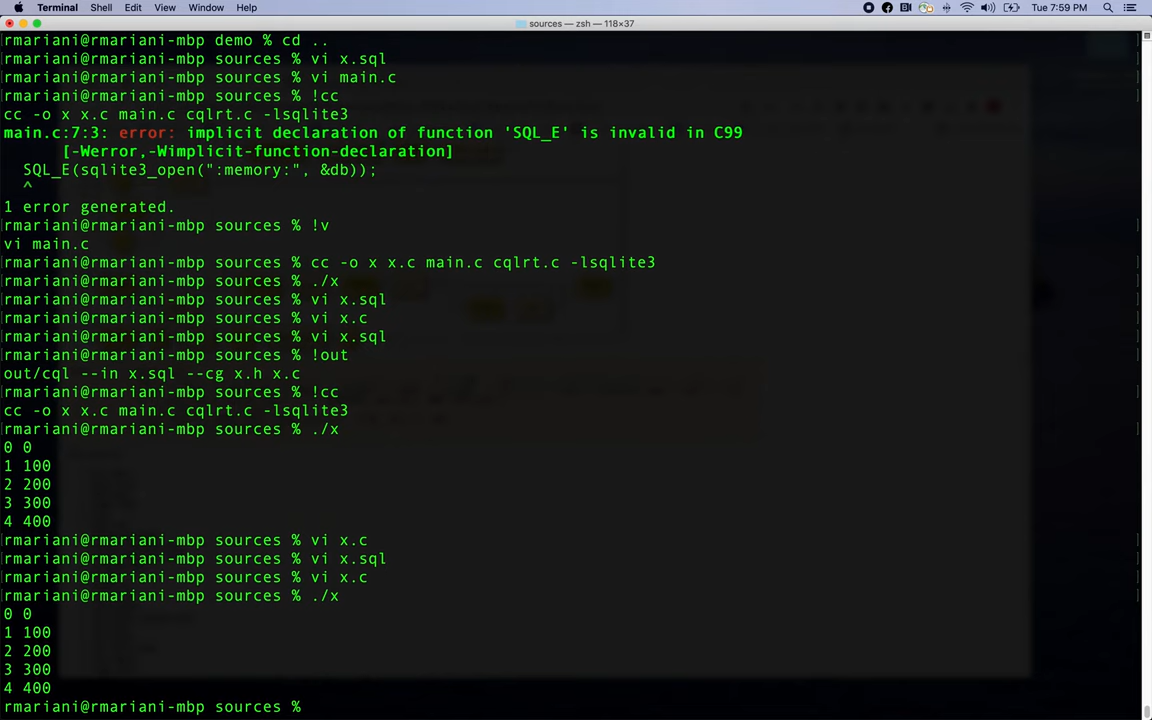 Terminal Shell Edit View Window Help Tue 7:59 PM
sources — zsh — 118×37
rmariani@rmariani-mbp demo % cd ..
rmariani@rmariani-mbp sources % vi x.sql
rmariani@rmariani-mbp sources % vi main.c
rmariani@rmariani-mbp sources % !cc
cc -o x x.c main.c cqlrt.c -lsqlite3
main.c:7:3: error: implicit declaration of function 'SQL_E' is invalid in C99
[-Werror,-Wimplicit-function-declaration]
SQL_E(sqlite3_open(":memory:", &db));
^
1 error generated.
rmariani@rmariani-mbp sources % !v
vi main.c
rmariani@rmariani-mbp sources % cc -o x x.c main.c cqlrt.c -lsqlite3
rmariani@rmariani-mbp sources % ./x
rmariani@rmariani-mbp sources % vi x.sql
rmariani@rmariani-mbp sources % vi x.c
rmariani@rmariani-mbp sources % vi x.sql
rmariani@rmariani-mbp sources % !out
out/cql --in x.sql --cg x.h x.c
rmariani@rmariani-mbp sources % !cc
cc -o x x.c main.c cqlrt.c -lsqlite3
rmariani@rmariani-mbp sources % ./x
0 0
1 100
2 200
3 300
4 400
rmariani@rmariani-mbp sources % vi x.c
rmariani@rmariani-mbp sources % vi x.sql
rmariani@rmariani-mbp sources % vi x.c
rmariani@rmariani-mbp sources % ./x
0 0
1 100
2 200
3 300
4 400
rmariani@rmariani-mbp sources %